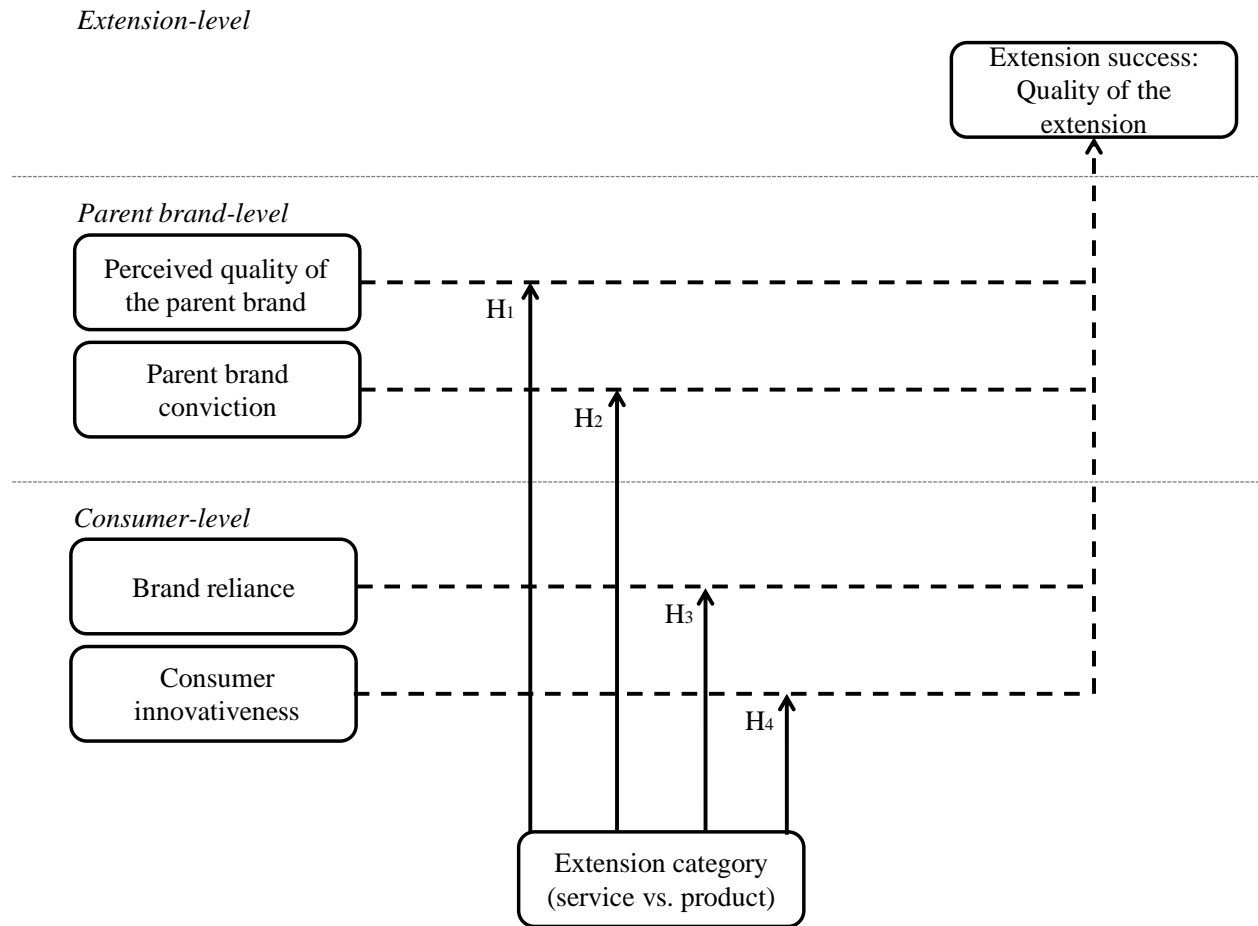 Extension-level
Extension success:
Quality of the
extension
Parent brand-level
Perceived quality of
the parent brand
H1
Parent brand
conviction
H2
Consumer-level
Brand reliance
H3
Consumer
innovativeness
H4
Extension category
(service vs. product)